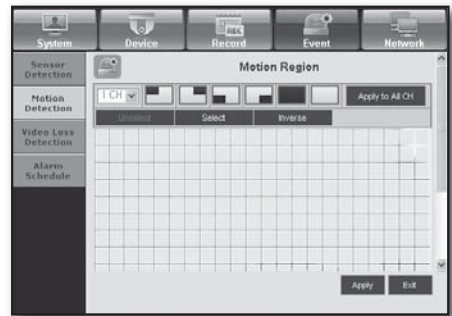 REC
System Device Record Event Network
Sensor Detection
Motion Detection
Video Loss Detection
Alarm Schedule
Motion Region
1 CH Apply to All CH
Unselect Select Inverse
Apply Exit